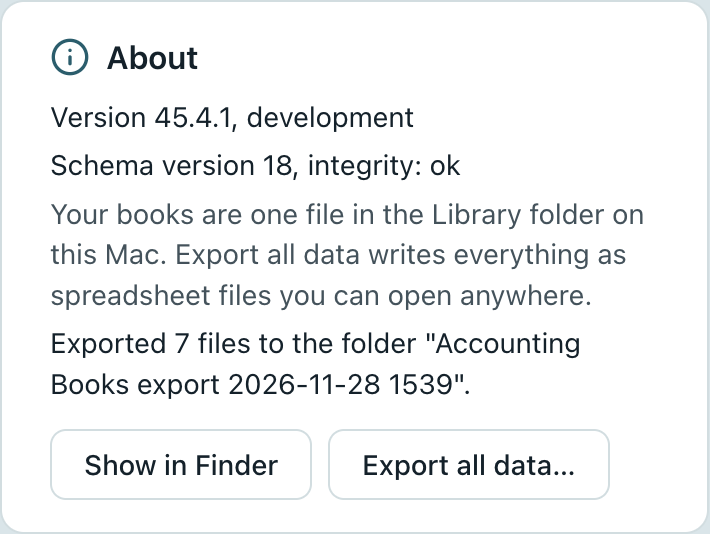 About
Version 45.4.1, development
Schema version 18, integrity: ok
Your books are one file in the Library folder on
this Mac. Export all data writes everything as
spreadsheet files you can open anywhere.
Exported 7 files to the folder "Accounting
Books export 2026-11-28 1539".
Show in Finder
Export all data...